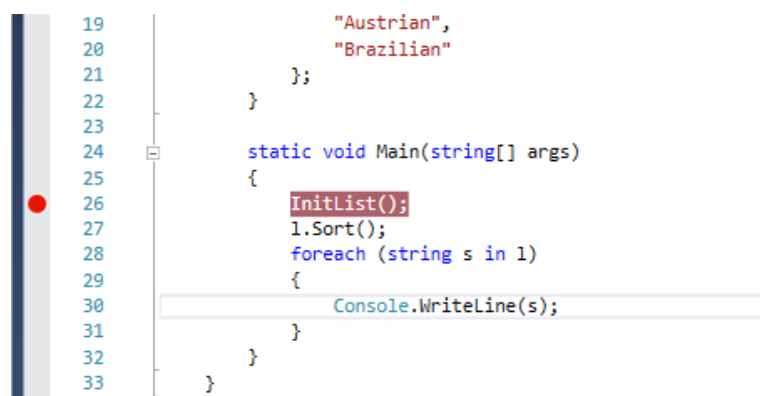 19 "Austrian",
20 "Brazilian"
21 };
22 }
23
24 static void Main(string[] args)
25 {
26 InitList();
27 l.Sort();
28 foreach (string s in l)
29 {
30 Console.WriteLine(s);
31 }
32 }
33 }